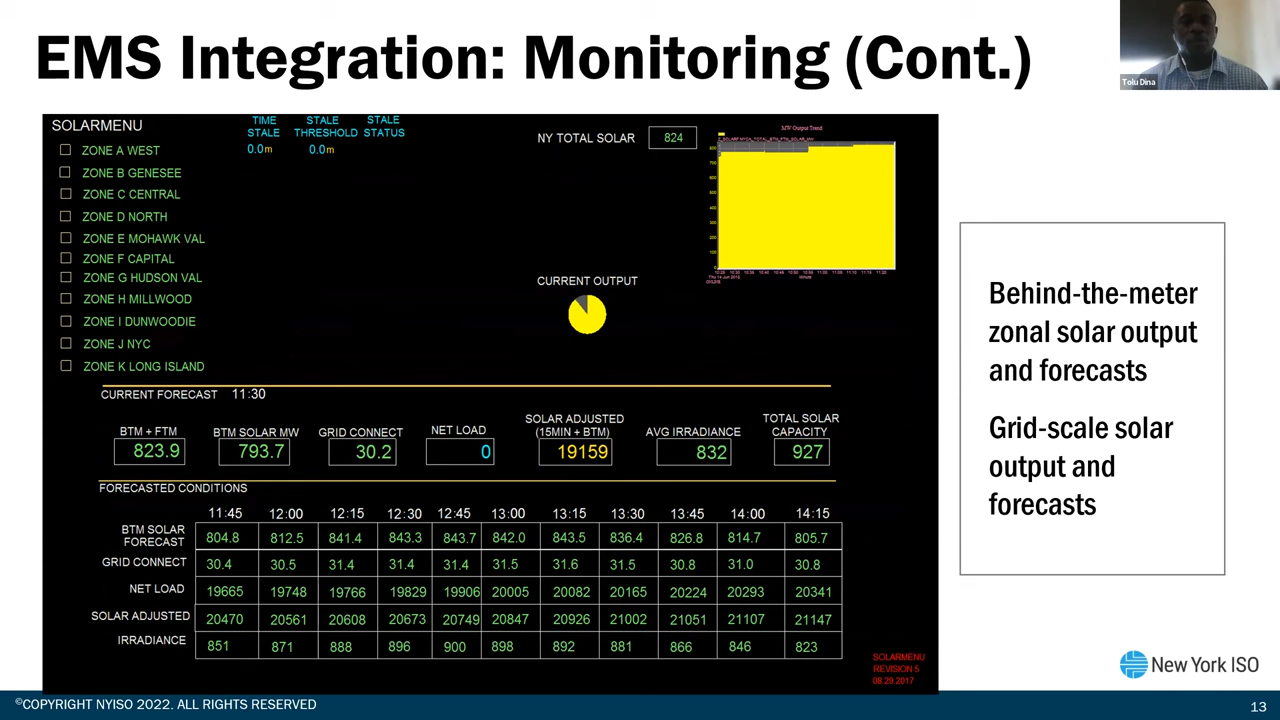 EMS Integration: Monitoring (Cont.)
Tolu Dina
SOLARMENU
TIME STALE
0.0m
STALE THRESHOLD
0.0m
STALE STATUS
ZONE A WEST
ZONE B GENESEE
ZONE C CENTRAL
ZONE D NORTH
ZONE E MOHAWK VAL
ZONE F CAPITAL
ZONE G HUDSON VAL
ZONE H MILLWOOD
ZONE I DUNWOODIE
ZONE J NYC
ZONE K LONG ISLAND
NY TOTAL SOLAR 824
MW Output Trend
CURRENT OUTPUT
CURRENT FORECAST 11:30
BTM + FTM
823.9
BTM SOLAR MW
793.7
GRID CONNECT
30.2
NET LOAD
0
SOLAR ADJUSTED
(15MIN + BTM)
19159
AVG IRRADIANCE
832
TOTAL SOLAR
CAPACITY
927
FORECASTED CONDITIONS
11:45 12:00 12:15 12:30 12:45 13:00 13:15 13:30 13:45 14:00 14:15
BTM SOLAR
FORECAST 804.8 812.5 841.4 843.3 843.7 842.0 843.5 836.4 826.8 814.7 805.7
GRID CONNECT 30.4 30.5 31.4 31.4 31.4 31.5 31.6 31.5 30.8 31.0 30.8
NET LOAD 19665 19748 19766 19829 19906 20005 20082 20165 20224 20293 20341
SOLAR ADJUSTED 20470 20561 20608 20673 20749 20847 20926 21002 21051 21107 21147
IRRADIANCE 851 871 888 896 900 898 892 881 866 846 823
SOLARMENU
REVISION 5
08.29.2017
Behind-the-meter
zonal solar output
and forecasts
Grid-scale solar
output and
forecasts
New York ISO
©COPYRIGHT NYISO 2022. ALL RIGHTS RESERVED
13